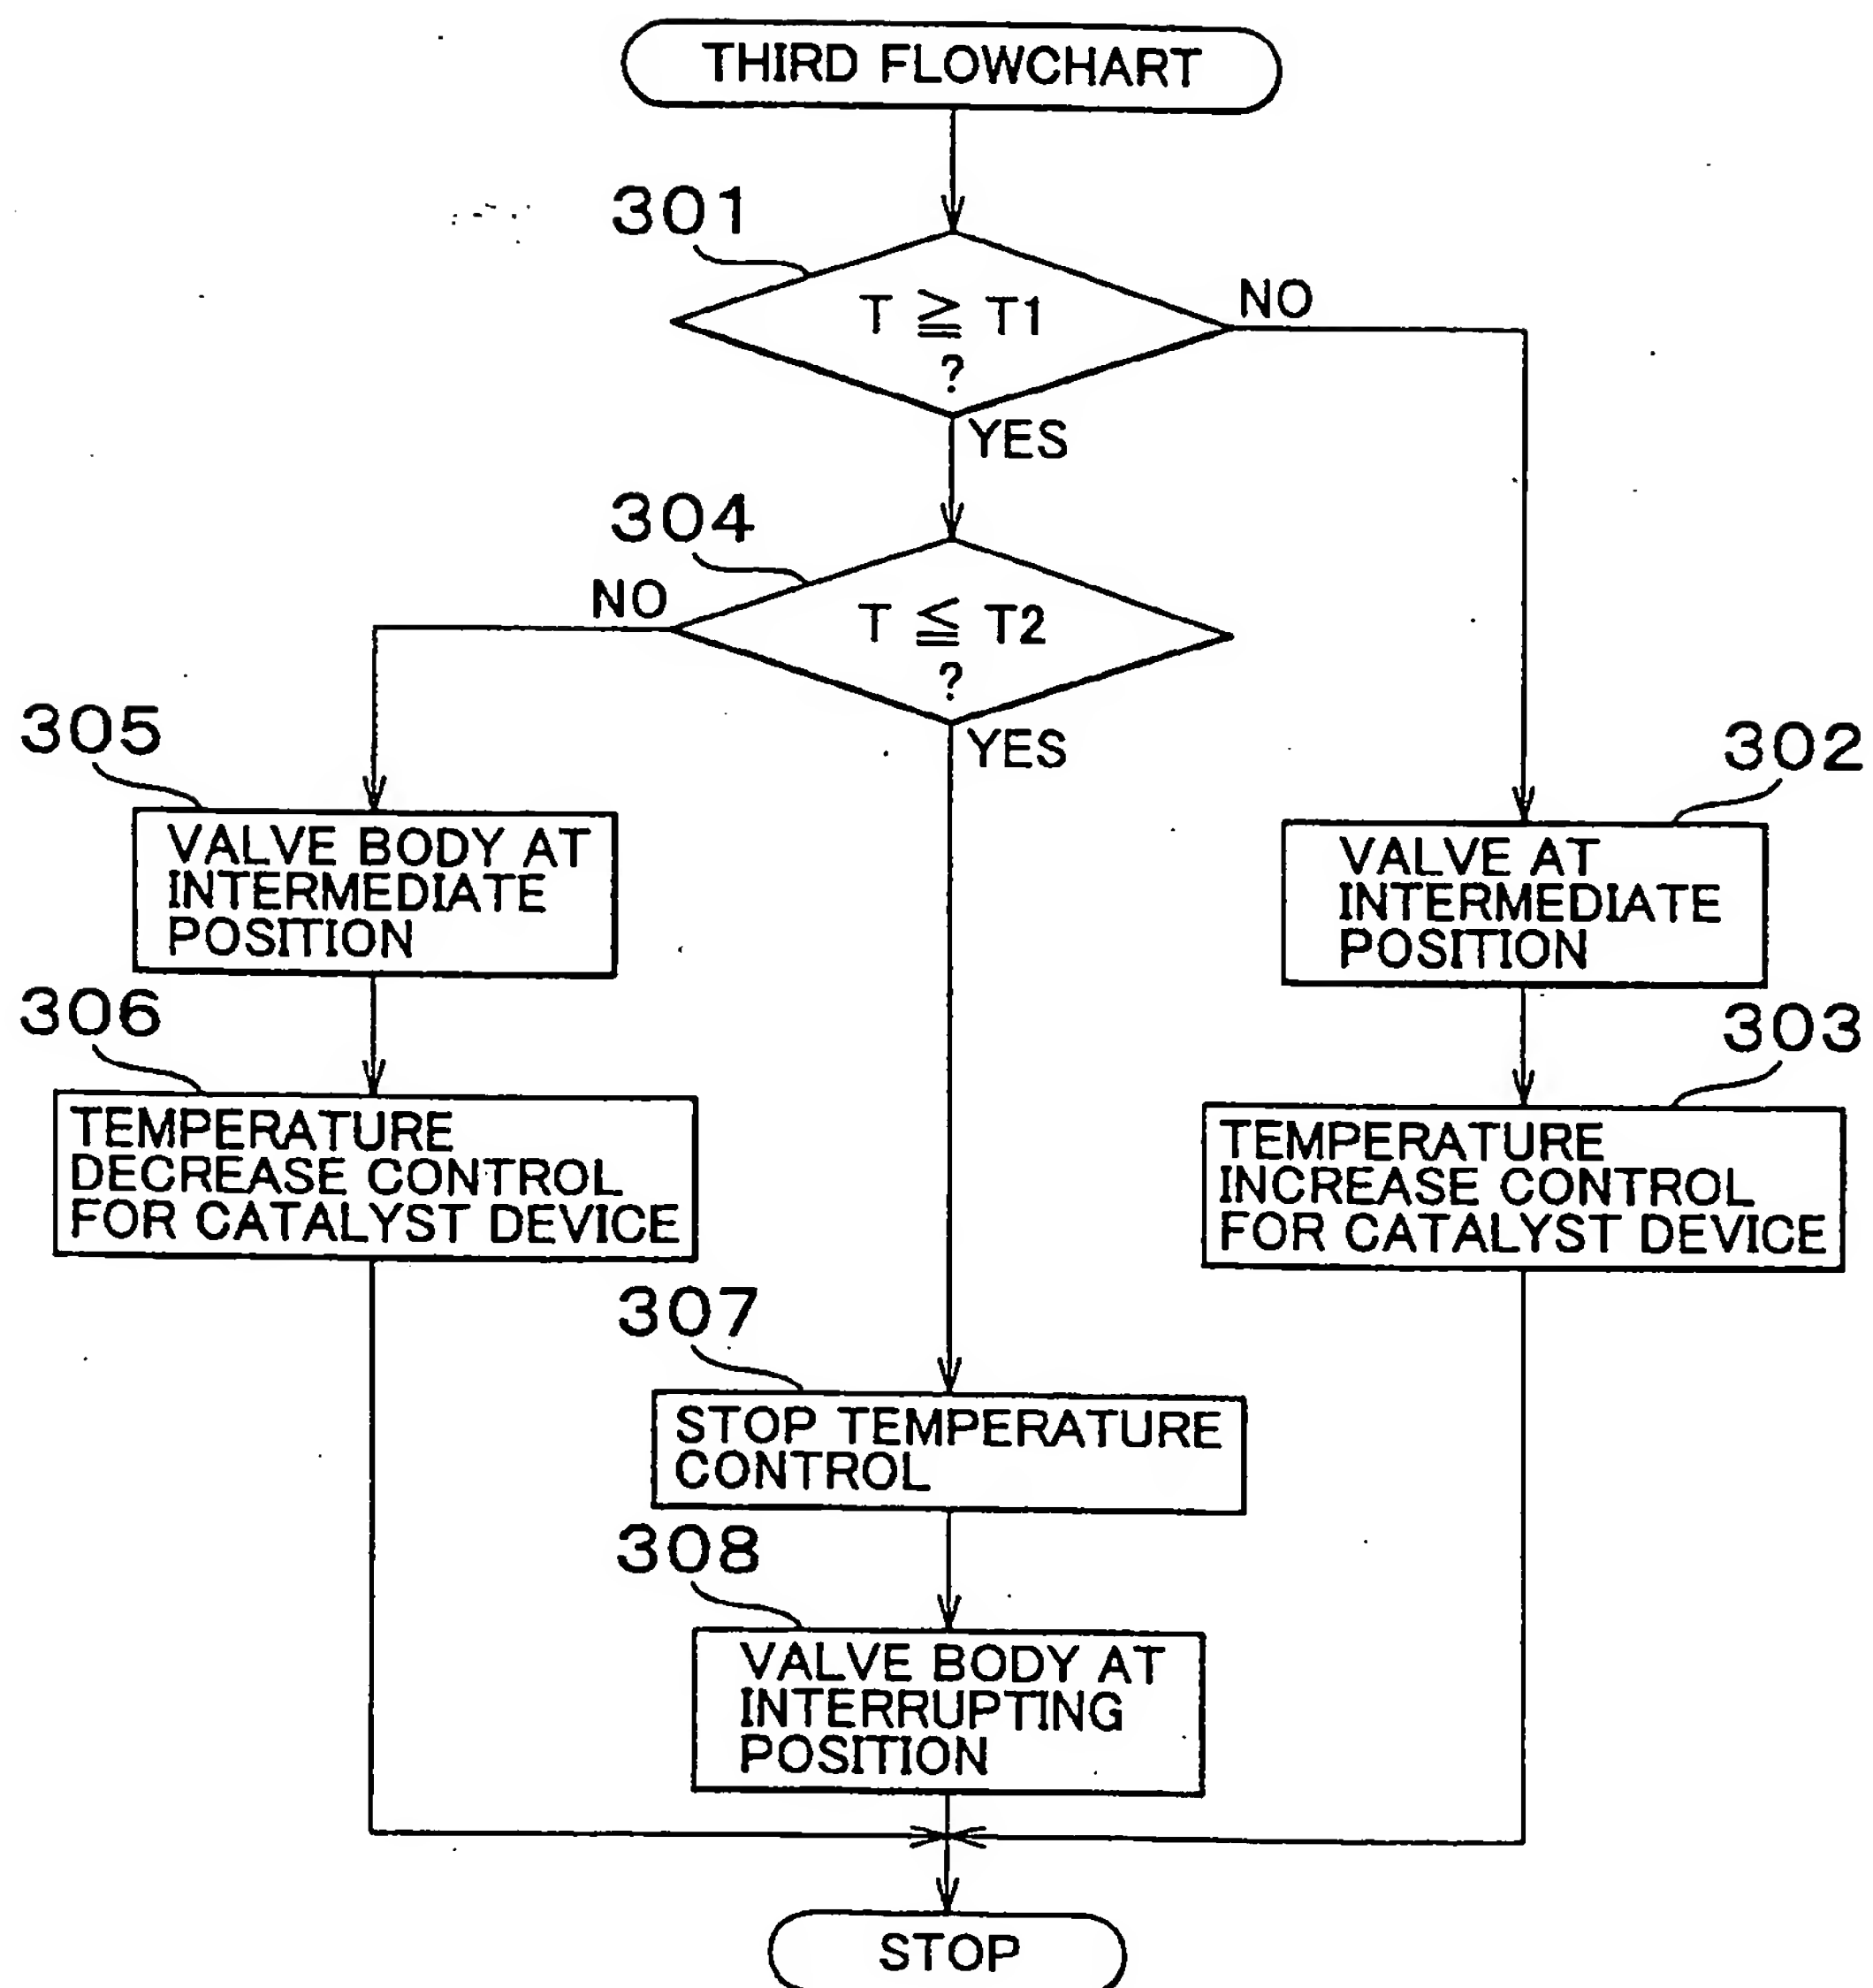 THIRD FLOWCHART
301
T ≧ T1
?
NO
YES
304
NO
T ≦ T2
?
YES
305
VALVE BODY AT
INTERMEDIATE
POSITION
302
VALVE AT
INTERMEDIATE
POSITION
306
TEMPERATURE
DECREASE CONTROL
FOR CATALYST DEVICE
303
TEMPERATURE
INCREASE CONTROL
FOR CATALYST DEVICE
307
STOP TEMPERATURE
CONTROL
308
VALVE BODY AT
INTERRUPTING
POSITION
STOP